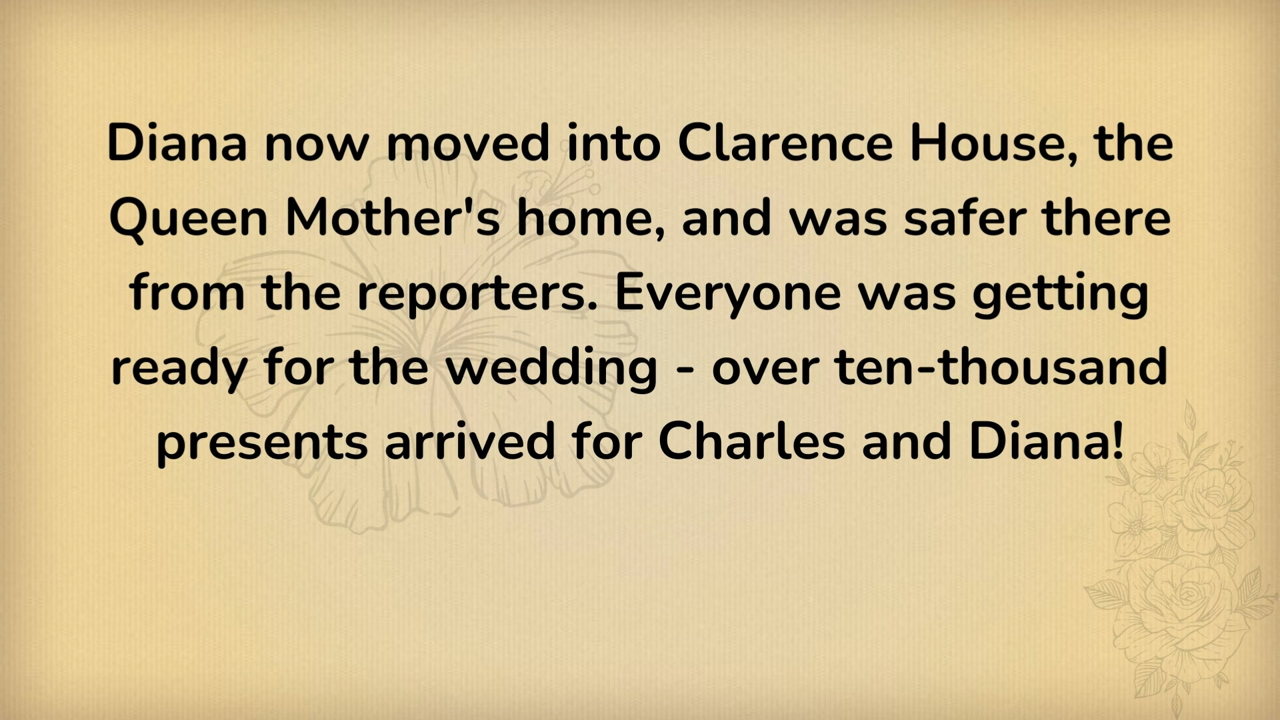 Diana now moved into Clarence House, the
Queen Mother's home, and was safer there
from the reporters. Everyone was getting
ready for the wedding - over ten-thousand
presents arrived for Charles and Diana!